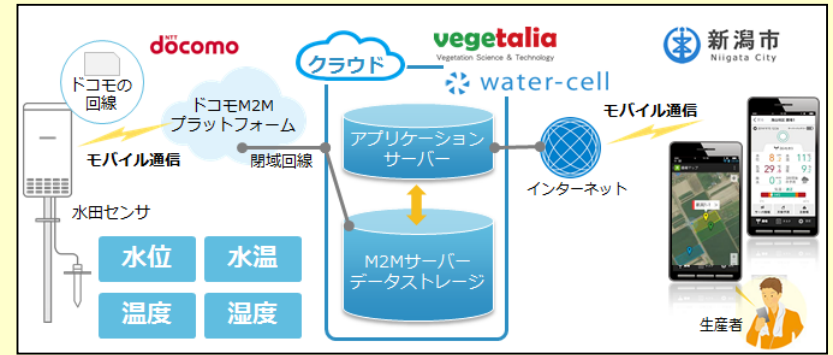 NTT
döcomo
vegetalia
Vegetation Science & Technology
新潟市
Niigata City
クラウド
water-cell
ドコモの
回線
ドコモM2M
プラットフォーム
モバイル通信
モバイル通信
閉域回線
アプリケーション
サーバー
インターネット
水田センサ
水位
水温
M2Mサーバー
データストレージ
温度
湿度
生産者